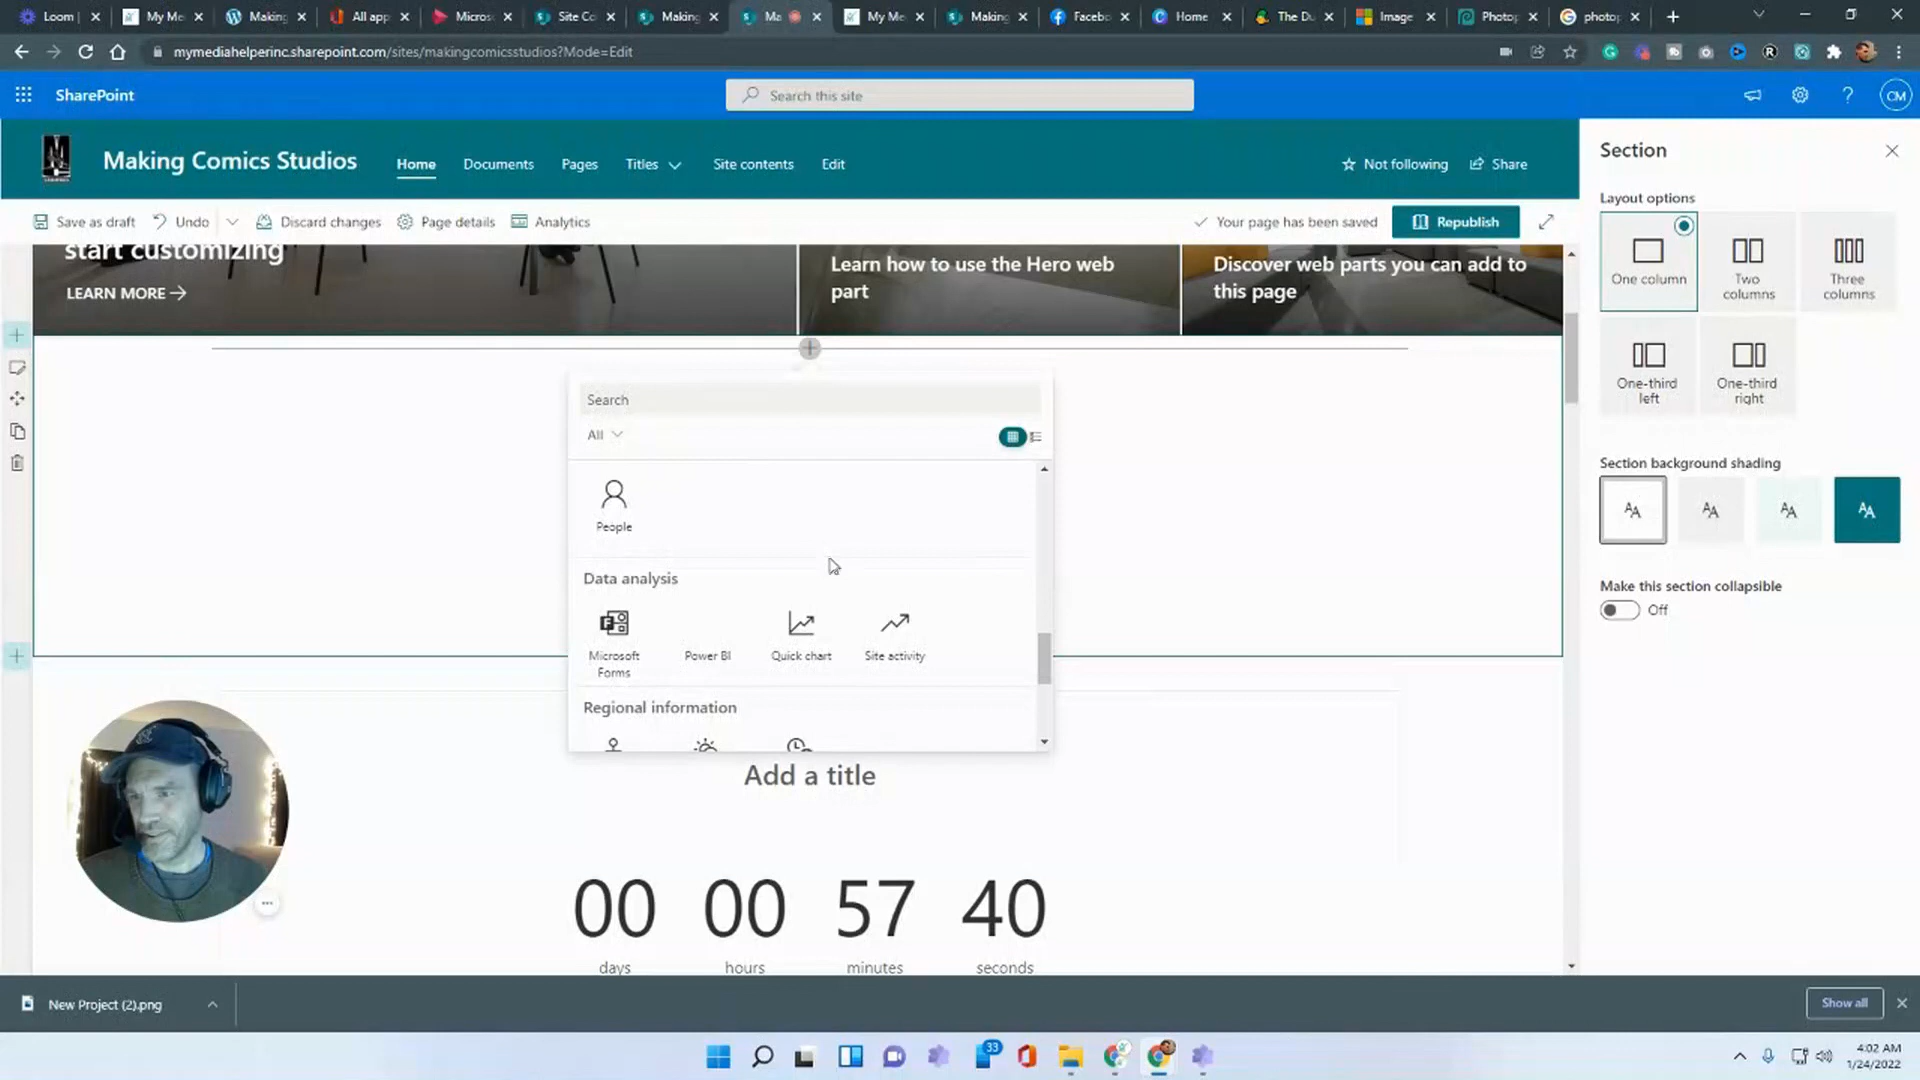 Loom
My Me
Making
All app
Micros
Site Co
Making
Ma
My Me
Making
Facebo
Home
The Du
Image
Photop
photop
mymediahelperinc.sharepoint.com/sites/makingcomicsstudios?Mode=Edit
SharePoint
Search this site
CM
Making Comics Studios
Home
Documents
Pages
Titles
Site contents
Edit
Not following
Share
Save as draft
Undo
Discard changes
Page details
Analytics
Your page has been saved
Republish
start customizing
LEARN MORE
Learn how to use the Hero web
part
Discover web parts you can add to
this page
Search
All
People
Data analysis
Microsoft
Forms
Power BI
Quick chart
Site activity
Regional information
Add a title
00 00 57 40
days hours minutes seconds
Section
Layout options
One column
Two
columns
Three
columns
One-third
left
One-third
right
Section background shading
Make this section collapsible
Off
New Project (2).png
Show all
33
4:02 AM
1/24/2022